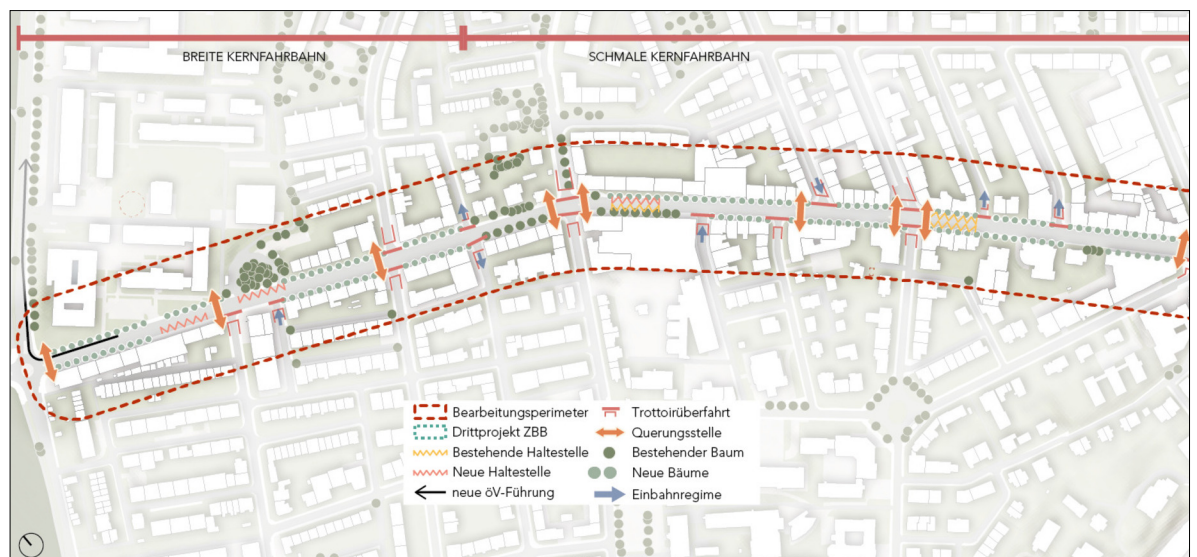 BREITE KERNFAHRBAHN
SCHMALE KERNFAHRBAHN
Bearbeitungsperimeter
Drittprojekt ZBB
Bestehende Haltestelle
Neue Haltestelle
neue öV-Führung
Trottoirüberfahrt
Querungsstelle
Bestehender Baum
Neue Bäume
Einbahnregime